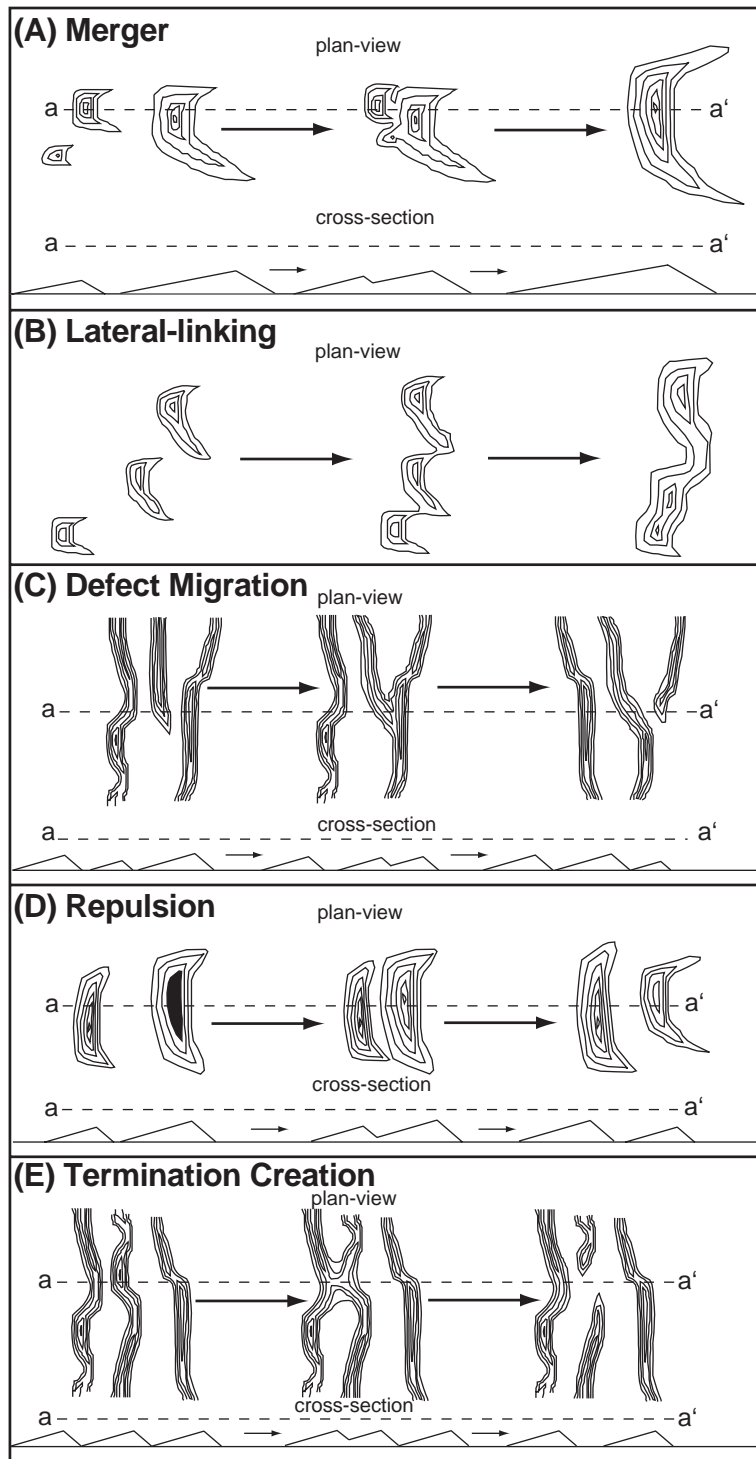 (A) Merger
plan-view
a a‘
cross-section
a a‘
(B) Lateral-linking
plan-view
(C) Defect Migration
plan-view
a a‘
cross-section
a a‘
(D) Repulsion
plan-view
a a‘
cross-section
a a‘
(E) Termination Creation
plan-view
a a‘
cross-section
a a‘